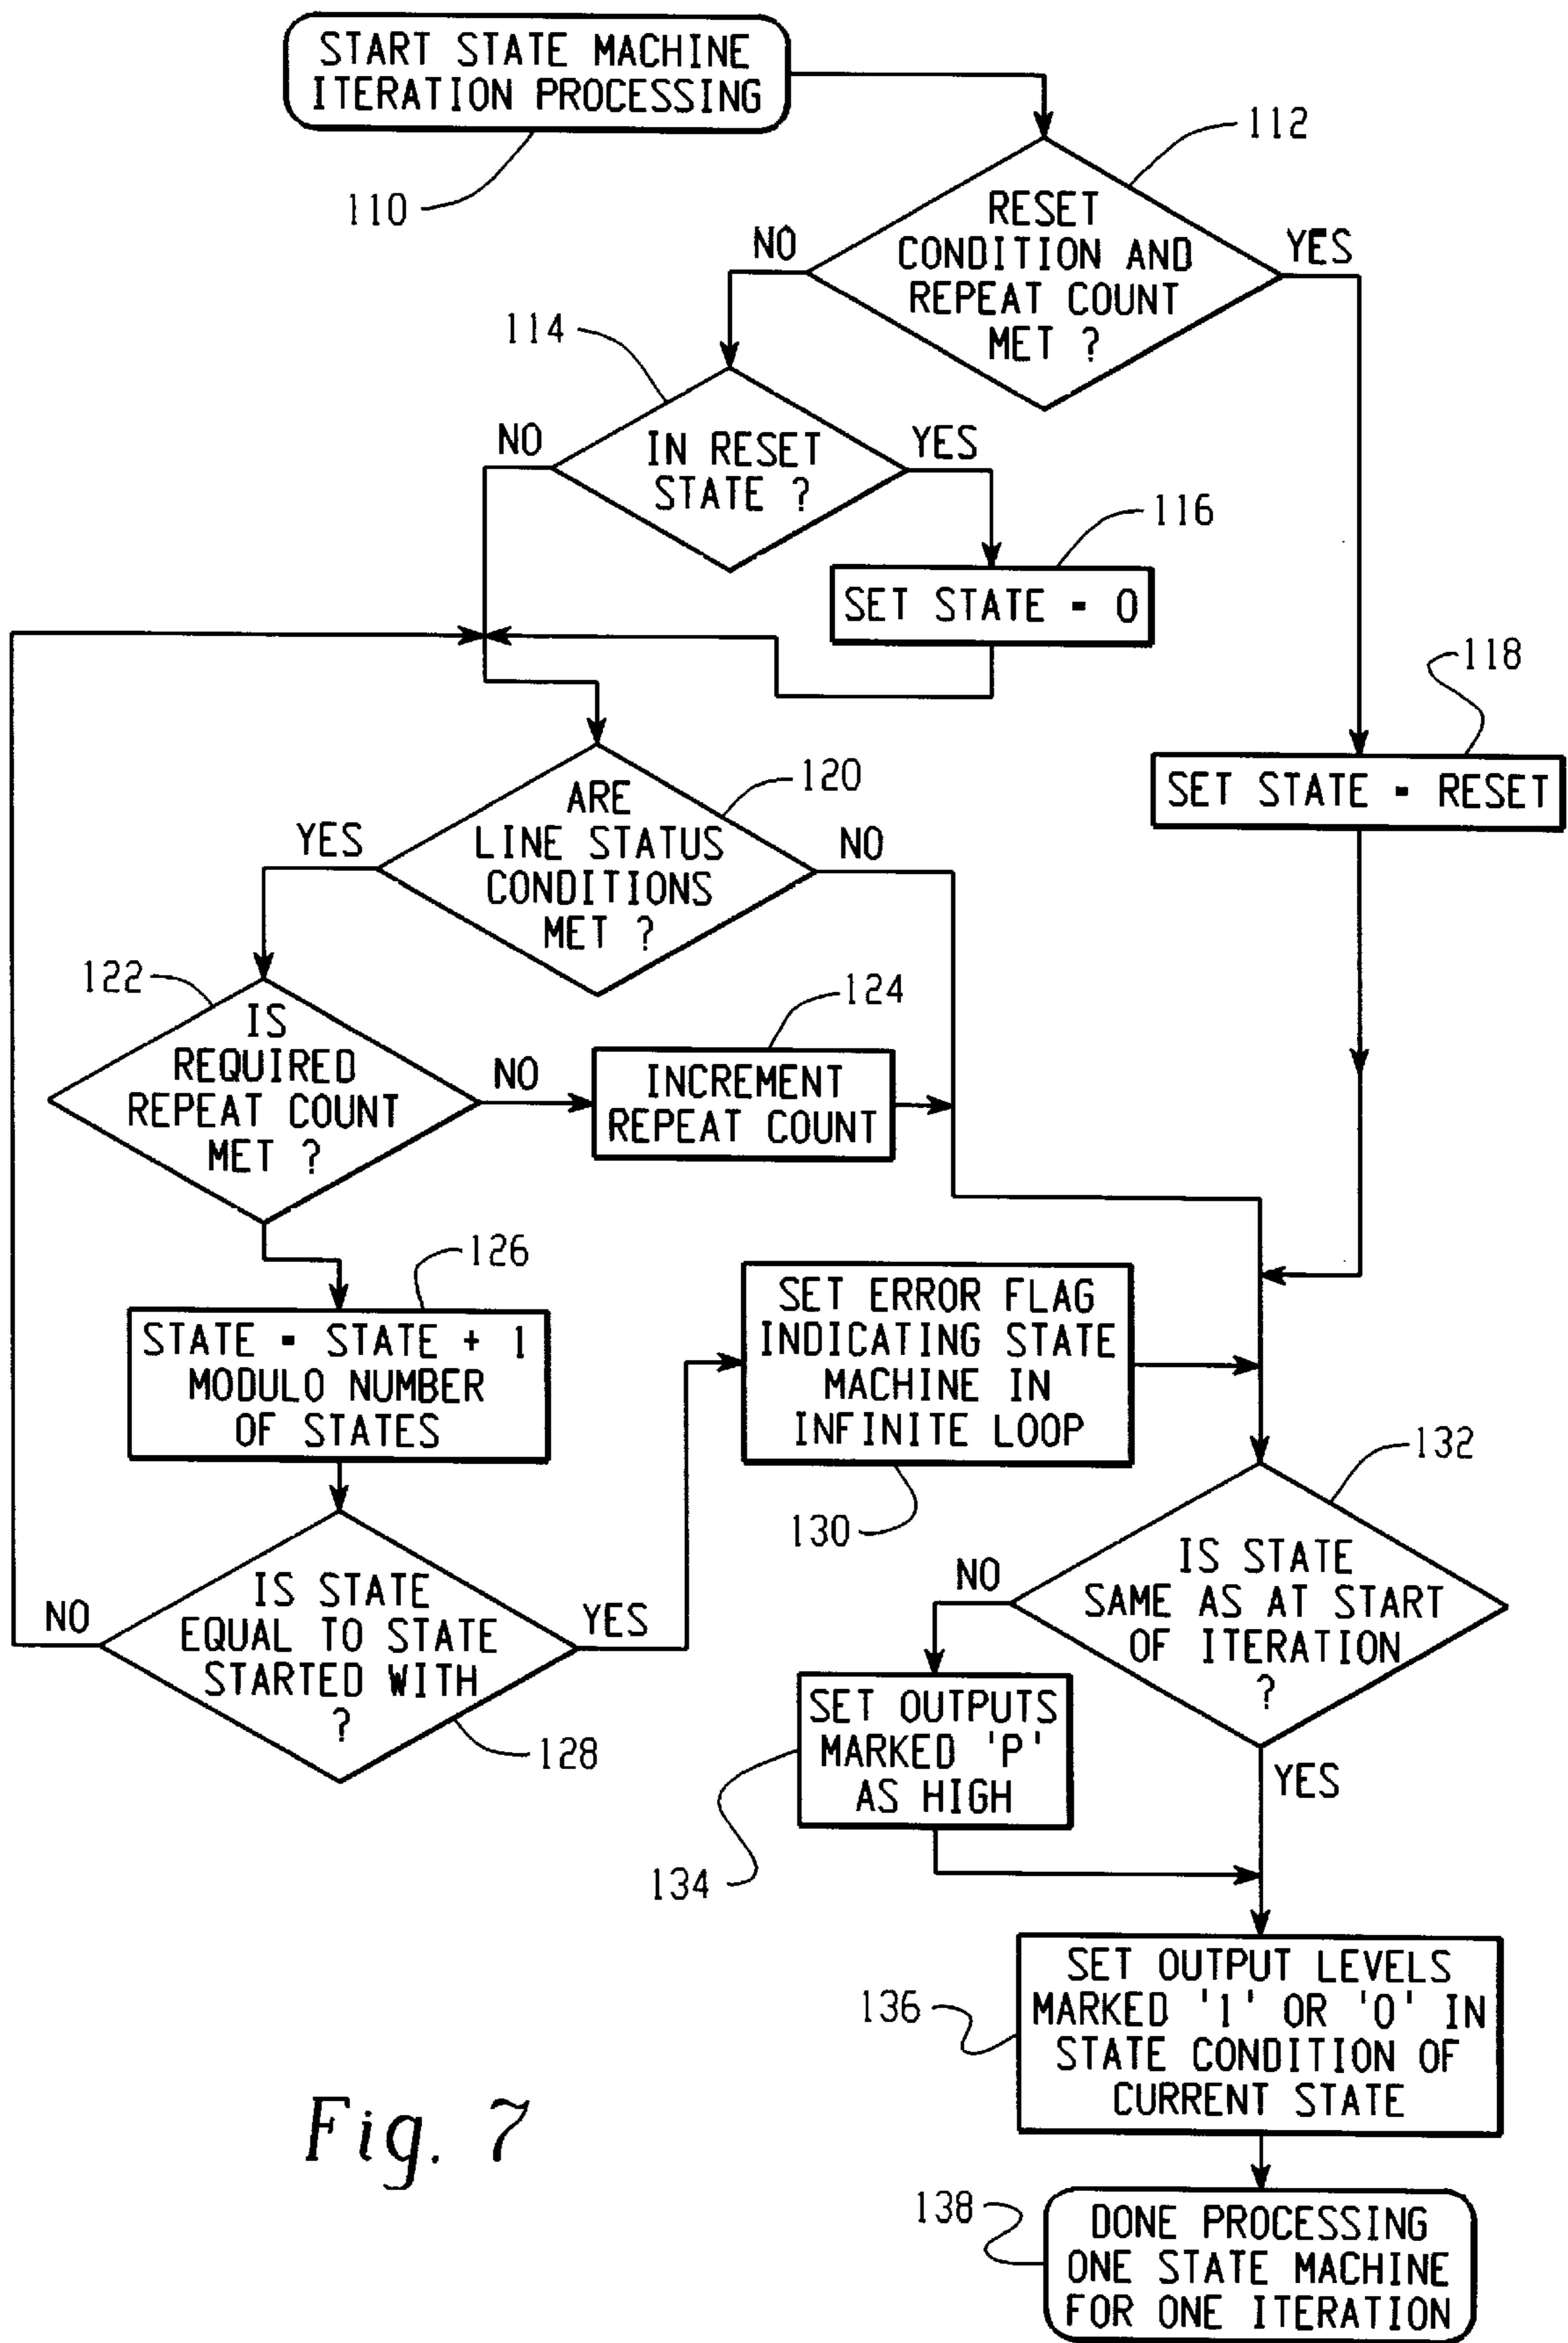 START STATE MACHINE
ITERATION PROCESSING
110
112
RESET
CONDITION AND
REPEAT COUNT
MET ?
NO
YES
114
IN RESET
STATE ?
NO
YES
116
SET STATE = 0
118
SET STATE = RESET
120
ARE
LINE STATUS
CONDITIONS
MET ?
YES
NO
122
IS
REQUIRED
REPEAT COUNT
MET ?
NO
124
INCREMENT
REPEAT COUNT
126
STATE = STATE + 1
MODULO NUMBER
OF STATES
SET ERROR FLAG
INDICATING STATE
MACHINE IN
INFINITE LOOP
130
132
IS STATE
EQUAL TO STATE
STARTED WITH
?
NO
YES
128
IS STATE
SAME AS AT START
OF ITERATION
?
NO
YES
SET OUTPUTS
MARKED 'P'
AS HIGH
134
136
SET OUTPUT LEVELS
MARKED '1' OR '0' IN
STATE CONDITION OF
CURRENT STATE
138
DONE PROCESSING
ONE STATE MACHINE
FOR ONE ITERATION
Fig. 7